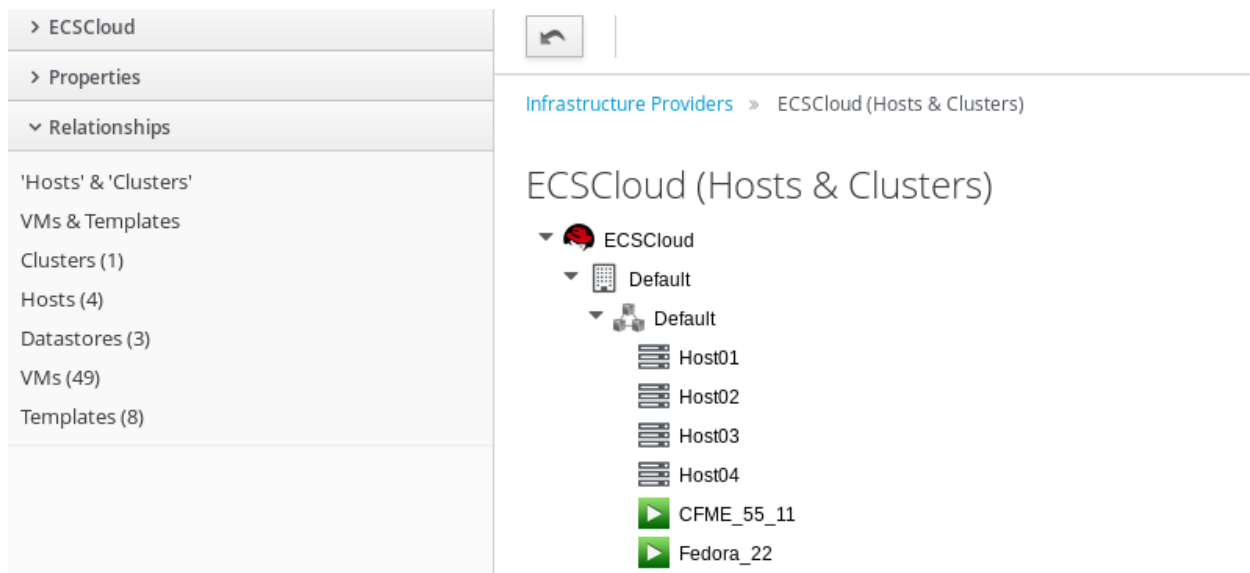 ECSCloud
Properties
Relationships
'Hosts' & 'Clusters'
VMs & Templates
Clusters (1)
Hosts (4)
Datastores (3)
VMs (49)
Templates (8)
Infrastructure Providers » ECSCloud (Hosts & Clusters)
ECSCloud (Hosts & Clusters)
ECSCloud
Default
Default
Host01
Host02
Host03
Host04
CFME_55_11
Fedora_22